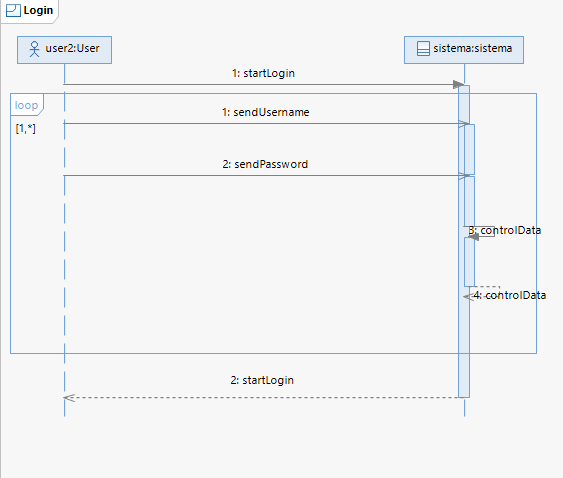 Login
user2:User
sistema:sistema
1: startLogin
loop
[1,*]
1: sendUsername
2: sendPassword
3: controlData
4: controlData
2: startLogin